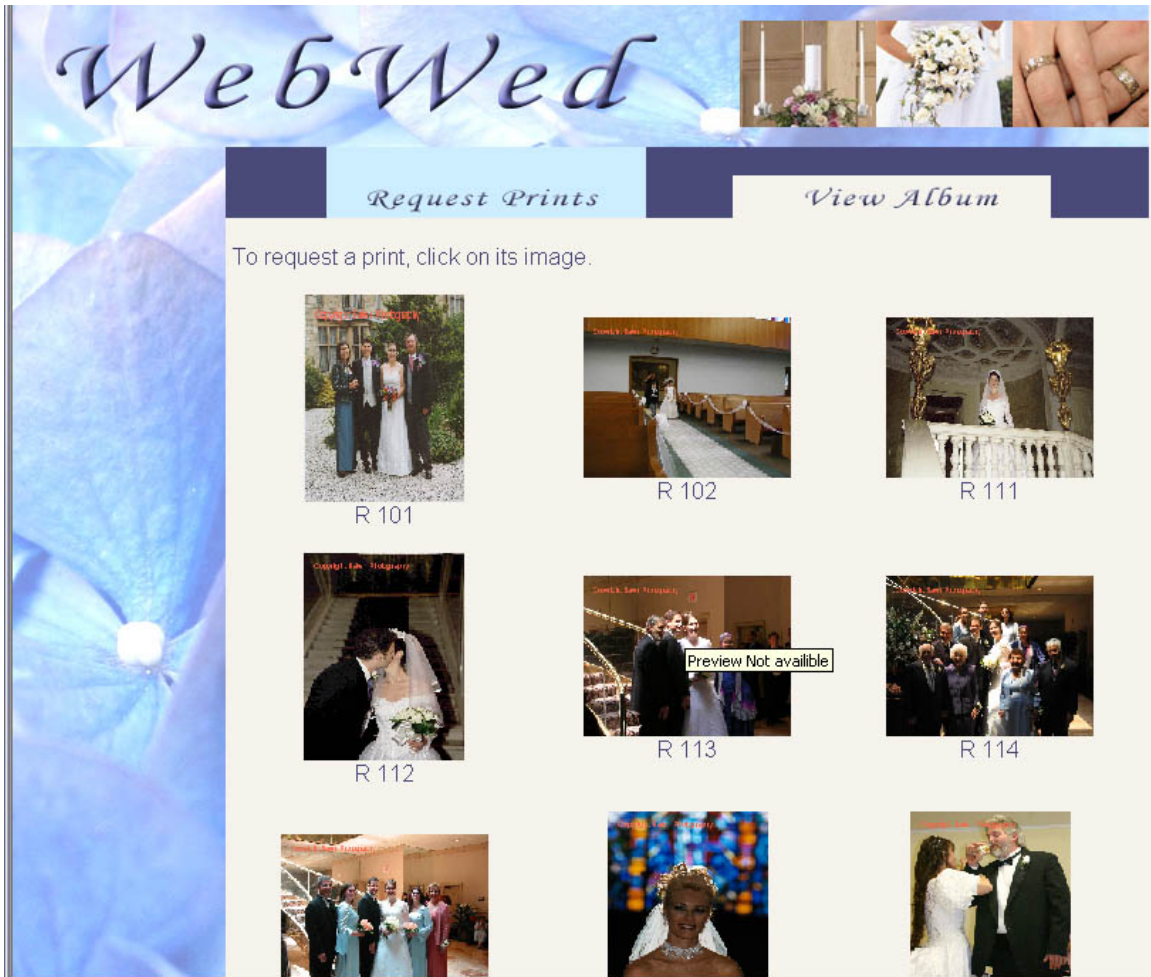 WebWed
Request Prints
View Album
To request a print, click on its image.
R 101
R 102
R 111
R 112
Preview Not availible
R 113
R 114